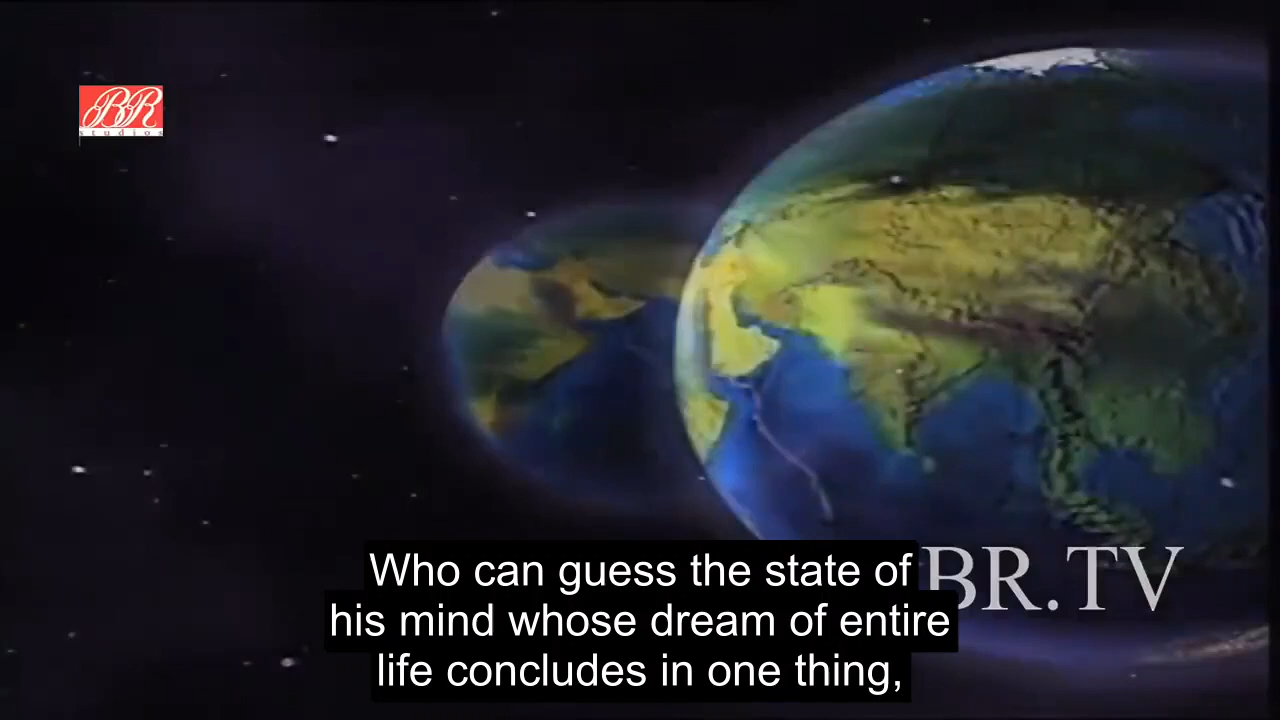 BR
studios
BR.TV
Who can guess the state of
his mind whose dream of entire
life concludes in one thing,